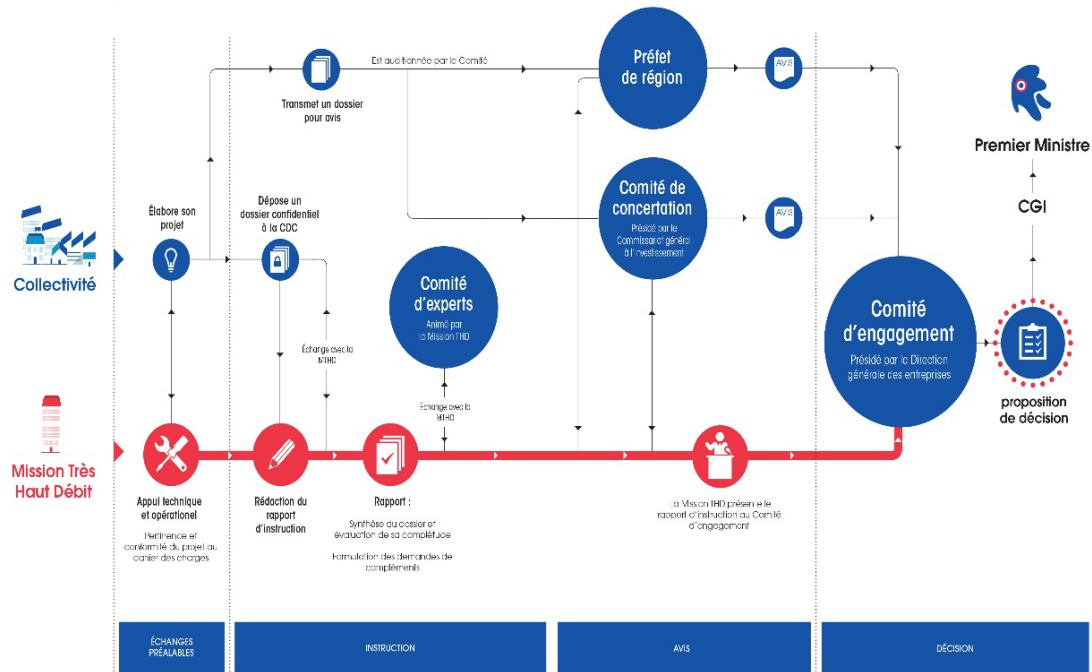 Préfet
de région
AVIS
Est auditionnée par le Comité
Transmet un dossier
pour avis
Premier Ministre
CGI
Élabore son
projet
Dépose un
dossier confidentiel
à la CDC
Comité de
concertation
Présidé par le
Commissariat général
à l'investissement
AVIS
Collectivité
Comité
d'experts
Animé par
la Mission THD
Échange avec la
MTHD
Comité
d'engagement
Présidé par la Direction
générale des entreprises
proposition
de décision
Échange avec la
MTHD
Mission Très
Haut Débit
Appui technique
et opérationel
Pertinence et
conformité du projet au
cahier des charges
Rédaction du
rapport
d'instruction
Rapport :
Synthèse du dossier et
évaluation de sa complétude
Formulation des demandes de
compléments
La Mission THD présente le
rapport d'instruction au Comité
d'engagement
ÉCHANGES
PRÉALABLES
INSTRUCTION
AVIS
DÉCISION